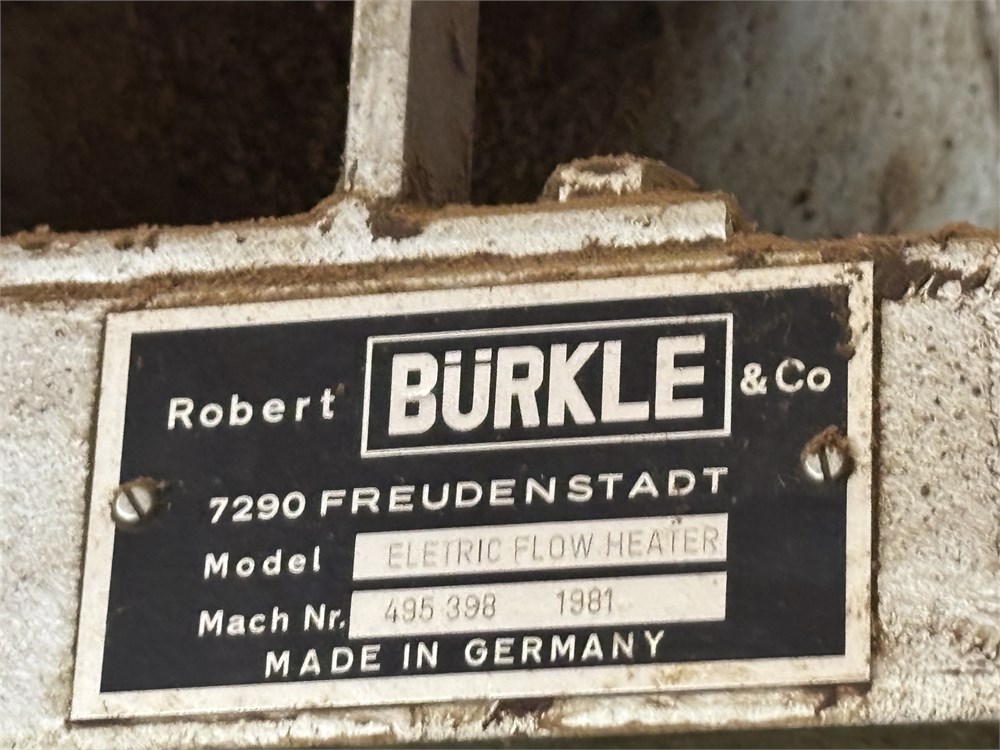 Robert BÜRKLE & Co
7290 FREUDENSTADT
Model ELETRIC FLOW HEATER
Mach Nr. 495 398 1981
MADE IN GERMANY